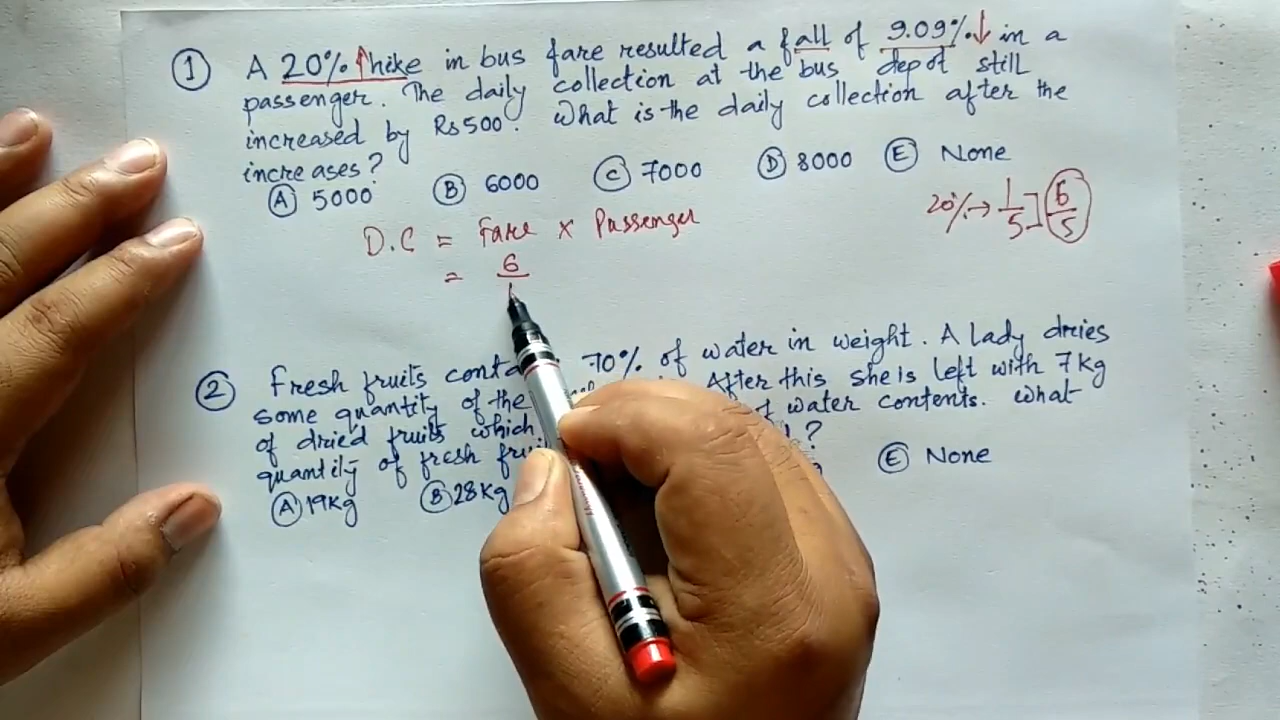 ① A 20% ↑ hike in bus fare resulted a fall of 9.09% ↓ in a
passenger. The daily collection at the bus depot still
increased by Rs 500. What is the daily collection after the
increases?
Ⓐ 5000 Ⓑ 6000 Ⓒ 7000 Ⓓ 8000 Ⓔ None
20% → 1/5 ] 6/5
D.C = Fare x Passenger
= 6
② Fresh fruits 70% of water in weight. A lady dries
some quantity of the After this she is left with 7kg
of dried fruits which of water contents. What
quantity of fresh ?
Ⓐ 19kg Ⓑ 28kg Ⓔ None